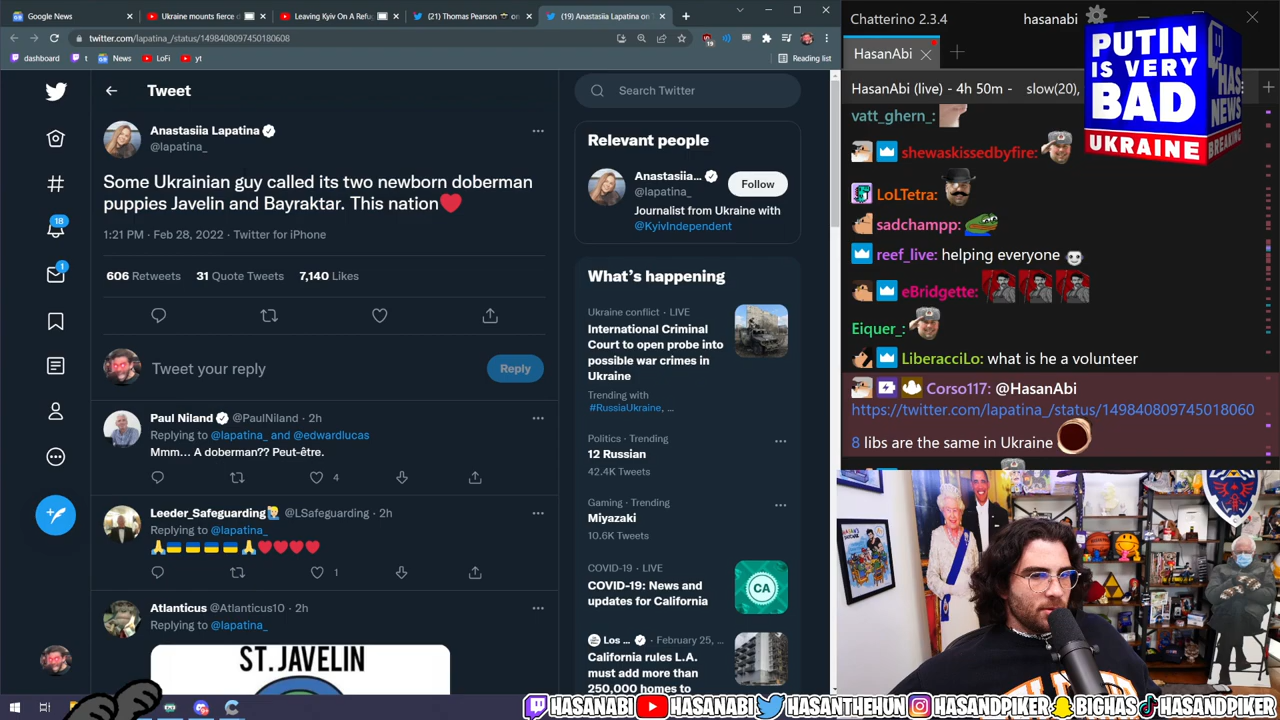 Google News
Ukraine mounts fierce d
Leaving Kyiv On A Refug
(21) Thomas Pearson
on
(19) Anastasiia Lapatina on
twitter.com/lapatina_/status/1498408097450180608
19
dashboard
t
News
LoFi
yt
Reading list
Tweet
Anastasiia Lapatina
@lapatina_
Some Ukrainian guy called its two newborn doberman
puppies Javelin and Bayraktar. This nation❤️
1:21 PM · Feb 28, 2022 · Twitter for iPhone
606 Retweets 31 Quote Tweets 7,140 Likes
Tweet your reply
Reply
Paul Niland @PaulNiland · 2h
Replying to @lapatina_ and @edwardlucas
Mmm... A doberman?? Peut-être.
4
Leeder_Safeguarding @LSafeguarding · 2h
Replying to @lapatina_
🙏🇺🇦🇺🇦🇺🇦🇺🇦🙏❤️❤️❤️❤️
1
Atlanticus @Atlanticus10 · 2h
Replying to @lapatina_
ST. JAVELIN
18
1
Search Twitter
Relevant people
Anastasiia...
@lapatina_
Follow
Journalist from Ukraine with
@KyivIndependent
What's happening
Ukraine conflict · LIVE
International Criminal
Court to open probe into
possible war crimes in
Ukraine
Trending with
#RussiaUkraine, ...
Politics · Trending
12 Russian
42.4K Tweets
Gaming · Trending
Miyazaki
10.6K Tweets
COVID-19 · LIVE
COVID-19: News and
updates for California
CA
Los ... · February 25, ...
California rules L.A.
must add more than
250,000 homes to
Chatterino 2.3.4
hasanabi
HasanAbi
HasanAbi (live) - 4h 50m - slow(20),
vatt_ghern_:
shewaskissedbyfire:
LoLTetra:
sadchampp:
reef_live: helping everyone
eBridgette:
Eiquer_:
LiberacciLo: what is he a volunteer
Corso117: @HasanAbi
https://twitter.com/lapatina_/status/149840809745018060
8 libs are the same in Ukraine
PUTIN
IS VERY
BAD
UKRAINE
HAS
NEWS
BREAKING
HASANABI HASANABI HASANTHEHUN HASANDPIKER BIGHAS HASANDPIKER